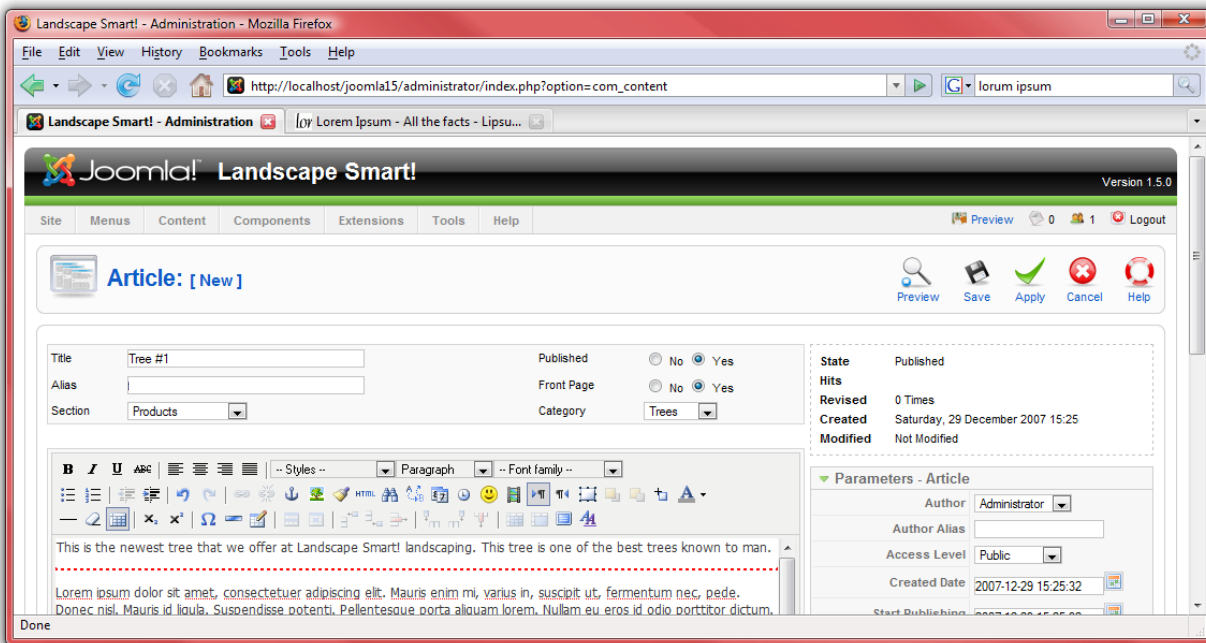 Landscape Smart! - Administration - Mozilla Firefox
File Edit View History Bookmarks Tools Help
http://localhost/joomla15/administrator/index.php?option=com_content
G lorum ipsum
Landscape Smart! - Administration
lor Lorem Ipsum - All the facts - Lipsu...
Joomla!™ Landscape Smart!
Version 1.5.0
Site Menus Content Components Extensions Tools Help
Preview 0 1 Logout
Article: [ New ]
Preview Save Apply Cancel Help
Title Tree #1 Published No Yes
Alias Front Page No Yes
Section Products Category Trees
State Published
Hits
Revised 0 Times
Created Saturday, 29 December 2007 15:25
Modified Not Modified
B I U ABC -- Styles -- Paragraph -- Font family --
HTML
A
x₂ x² Ω
This is the newest tree that we offer at Landscape Smart! landscaping. This tree is one of the best trees known to man.
Lorem ipsum dolor sit amet, consectetuer adipiscing elit. Mauris enim mi, varius in, suscipit ut, fermentum nec, pede.
Donec nisl. Mauris id ligula. Suspendisse potenti. Pellentesque porta aliquam lorem. Nullam eu eros id odio porttitor dictum.
Parameters - Article
Author Administrator
Author Alias
Access Level Public
Created Date 2007-12-29 15:25:32
Start Publishing
Done